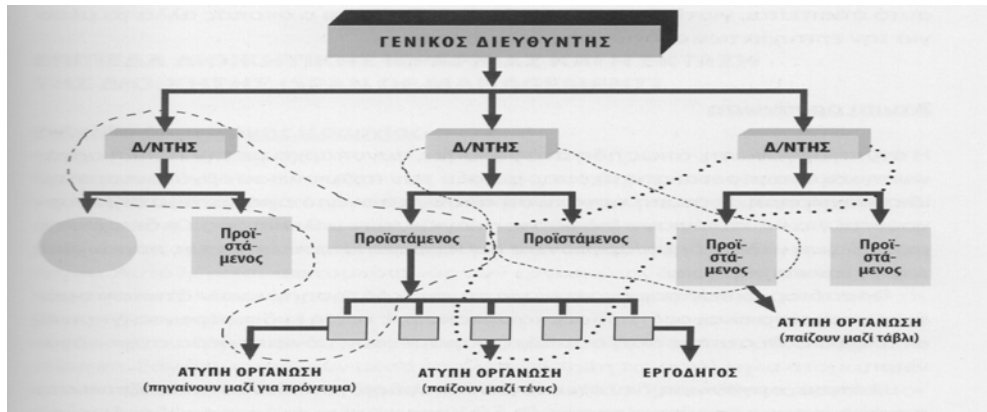 ΓΕΝΙΚΟΣ ΔΙΕΥΘΥΝΤΗΣ
Δ/ΝΤΗΣ
Δ/ΝΤΗΣ
Δ/ΝΤΗΣ
Προϊ-
στά-
μενος
Προϊστάμενος
Προϊστάμενος
Προϊ-
στά-
μενος
Προϊ-
στά-
μενος
ΑΤΥΠΗ ΟΡΓΑΝΩΣΗ
(παίζουν μαζί τάβλι)
ΑΤΥΠΗ ΟΡΓΑΝΩΣΗ
(πηγαίνουν μαζί για πρόγευμα)
ΑΤΥΠΗ ΟΡΓΑΝΩΣΗ
(παίζουν μαζί τένις)
ΕΡΓΟΔΗΓΟΣ